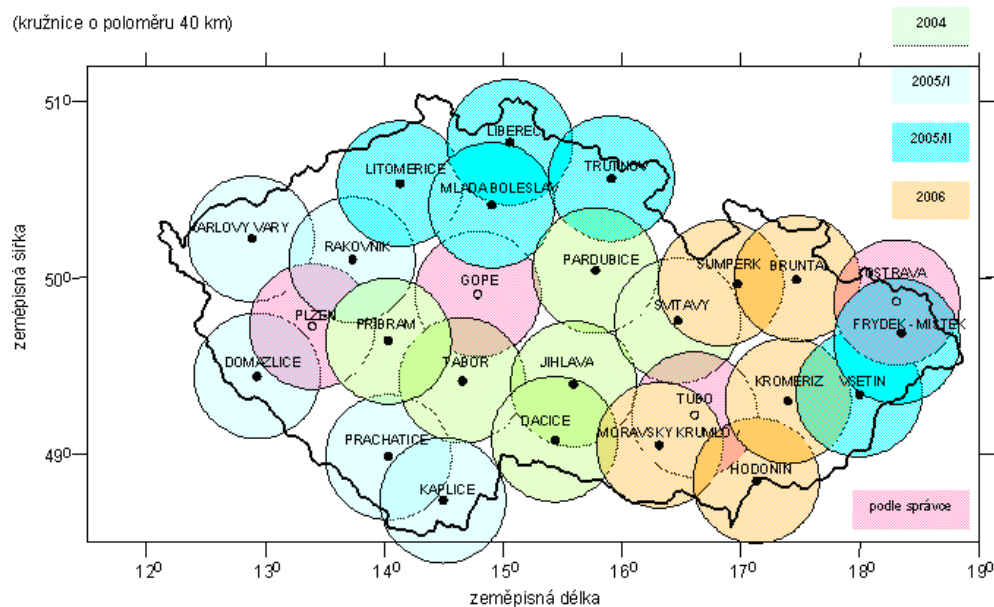 (kružnice o poloměru 40 km)
2004
2005/I
2005/II
2006
podle správce
51⁰
50⁰
49⁰
zeměpisná šířka
LIBEREC
LITOMERICE
TRUTNOV
MLADA BOLESLAV
KARLOVY VARY
RAKOVNIK
GOPE
PARDUBICE
SUMPERK
BRUNTAL
OSTRAVA
PLZEN
PRIBRAM
SVITAVY
FRYDEK - MISTEK
DOMAZLICE
TABOR
JIHLAVA
TUBO
KROMERIZ
VSETIN
DACICE
MORAVSKY KRUMLOV
PRACHATICE
HODONIN
KAPLICE
12⁰ 13⁰ 14⁰ 15⁰ 16⁰ 17⁰ 18⁰ 19⁰
zeměpisná délka